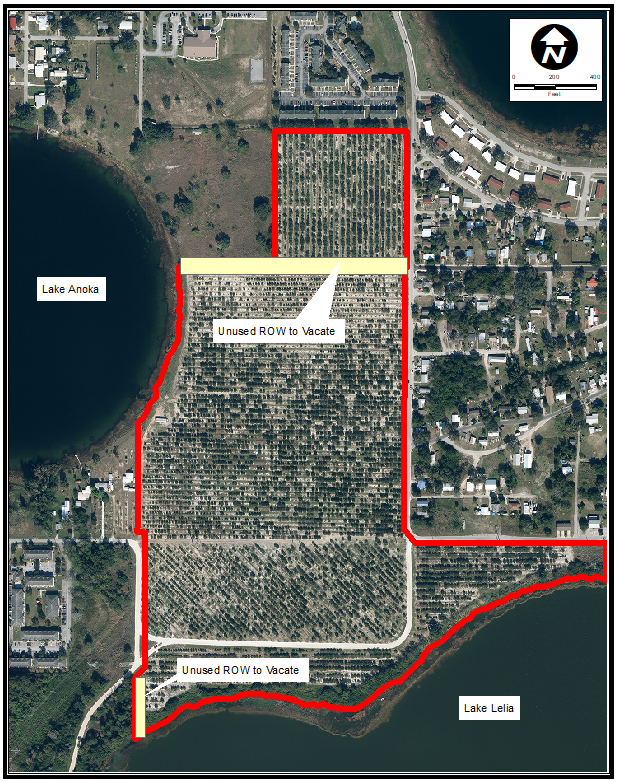 N
0 200 400
Feet
Lake Anoka
Unused ROW to Vacate
Unused ROW to Vacate
Lake Lelia